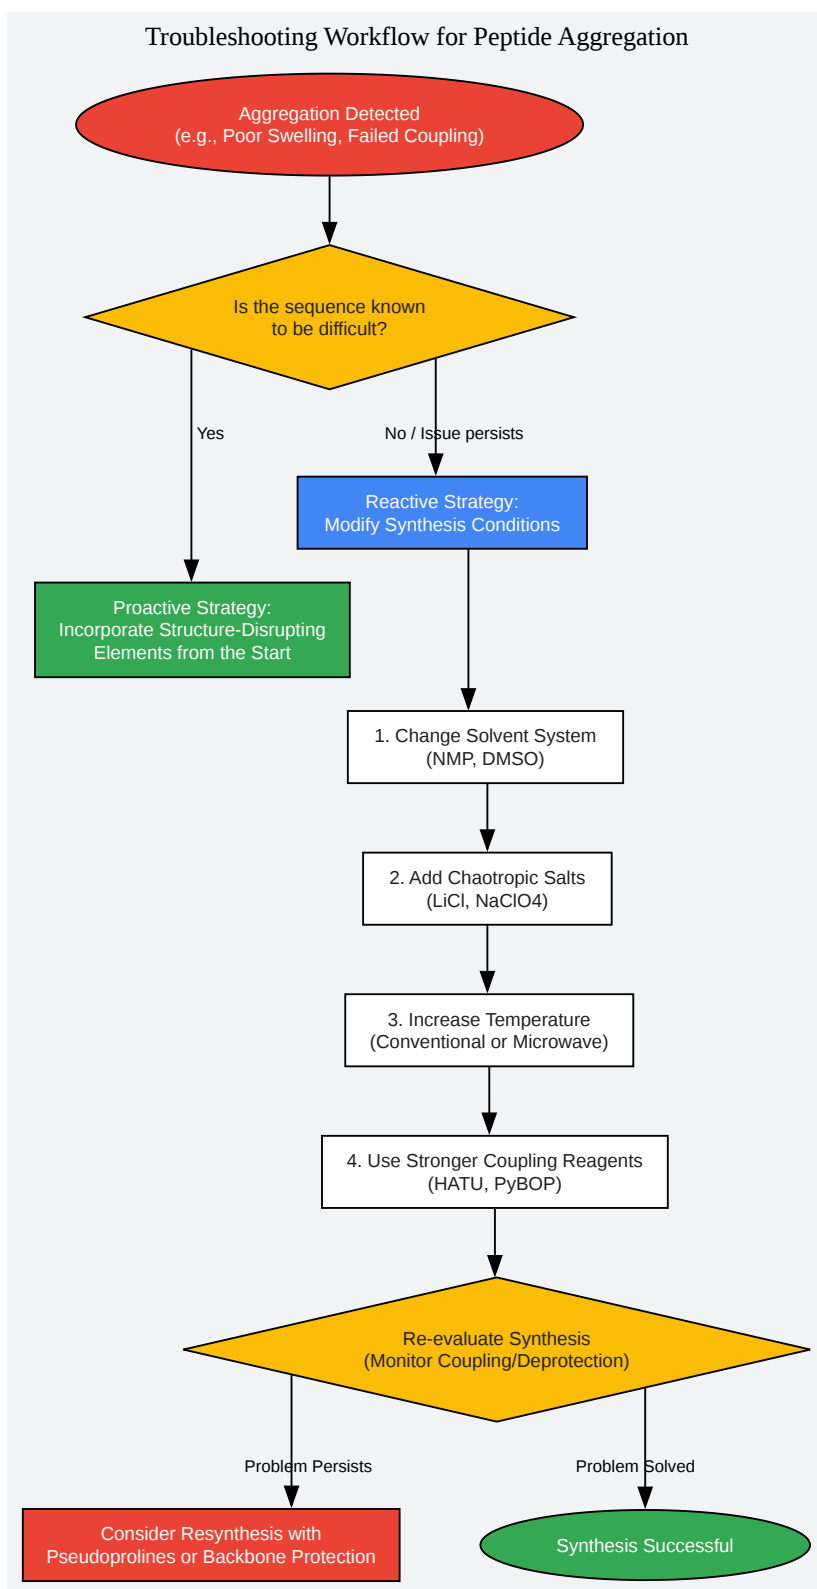 Troubleshooting Workflow for Peptide Aggregation
Aggregation Detected
(e.g., Poor Swelling, Failed Coupling)
Is the sequence known
to be difficult?
Yes
No / Issue persists
Reactive Strategy:
Modify Synthesis Conditions
Proactive Strategy:
Incorporate Structure-Disrupting
Elements from the Start
1. Change Solvent System
(NMP, DMSO)
2. Add Chaotropic Salts
(LiCl, NaClO4)
3. Increase Temperature
(Conventional or Microwave)
4. Use Stronger Coupling Reagents
(HATU, PyBOP)
Re-evaluate Synthesis
(Monitor Coupling/Deprotection)
Problem Persists
Problem Solved
Consider Resynthesis with
Pseudoprolines or Backbone Protection
Synthesis Successful